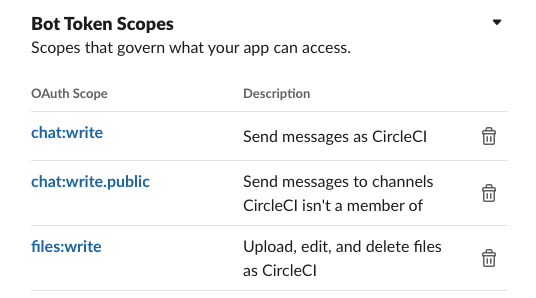 Bot Token Scopes
Scopes that govern what your app can access.
OAuth Scope Description
chat:write Send messages as CircleCI
chat:write.public Send messages to channels
CircleCI isn't a member of
files:write Upload, edit, and delete files
as CircleCI